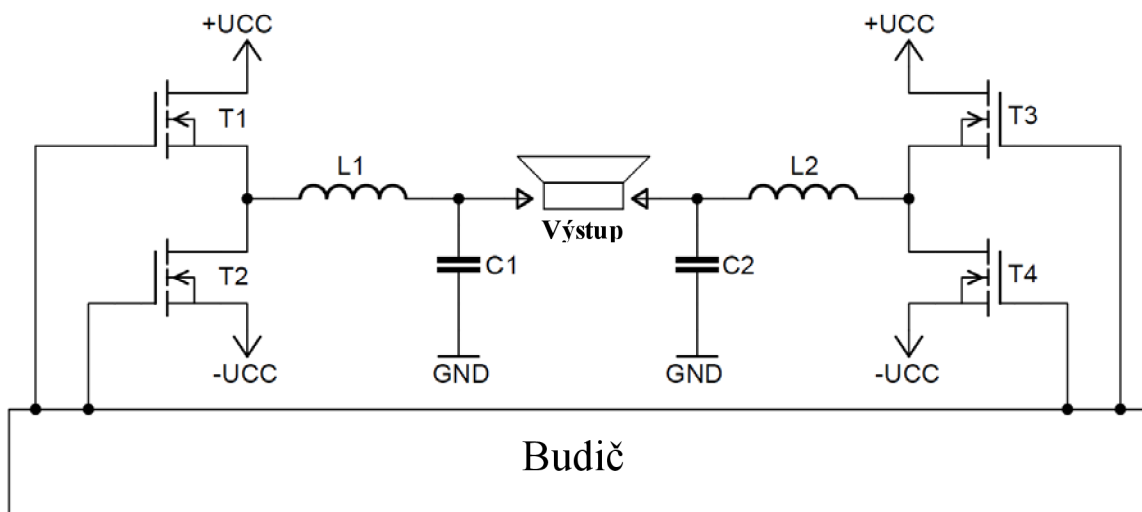 +UCC
+UCC
T1
T3
L1
L2
Výstup
T2
C1
C2
T4
-UCC
GND
GND
-UCC
Budič